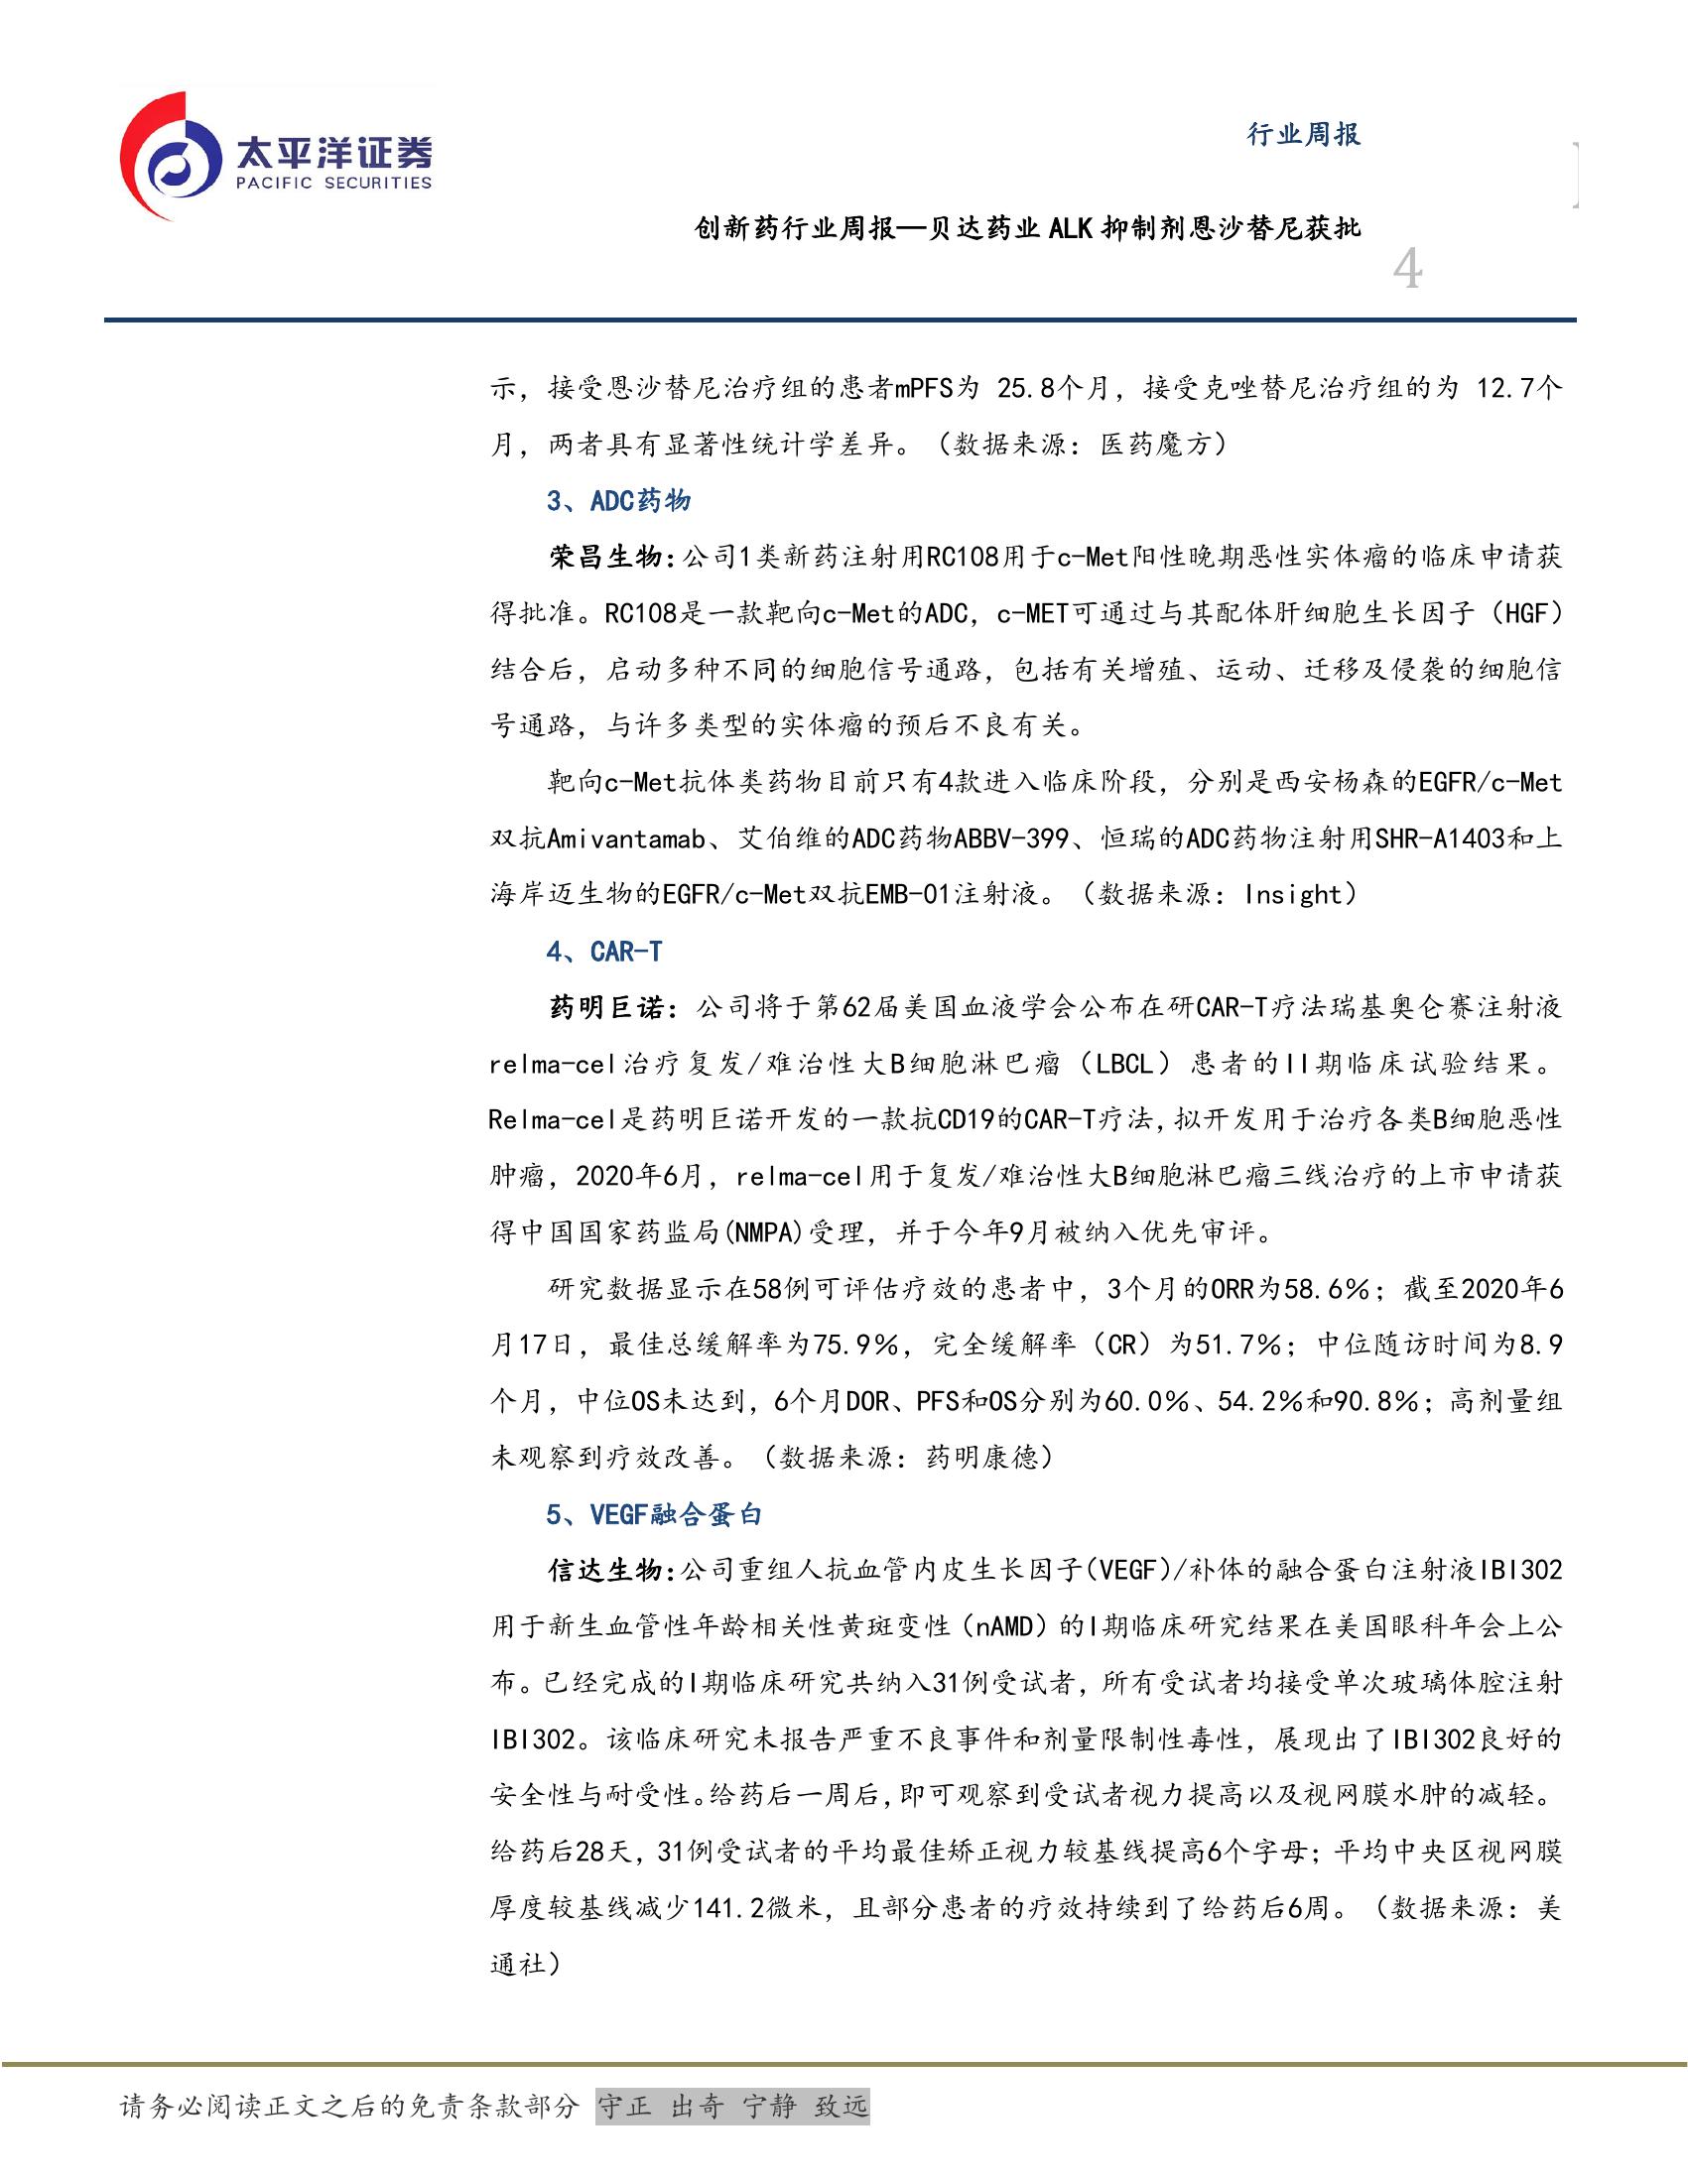 太平洋证券
PACIFIC SECURITIES
行业周报
创新药行业周报—贝达药业 ALK 抑制剂恩沙替尼获批
4
示，接受恩沙替尼治疗组的患者mPFS为 25.8个月，接受克唑替尼治疗组的为 12.7个
月，两者具有显著性统计学差异。（数据来源：医药魔方）
3、ADC药物
荣昌生物：公司1类新药注射用RC108用于c-Met阳性晚期恶性实体瘤的临床申请获
得批准。RC108是一款靶向c-Met的ADC，c-MET可通过与其配体肝细胞生长因子（HGF）
结合后，启动多种不同的细胞信号通路，包括有关增殖、运动、迁移及侵袭的细胞信
号通路，与许多类型的实体瘤的预后不良有关。
靶向c-Met抗体类药物目前只有4款进入临床阶段，分别是西安杨森的EGFR/c-Met
双抗Amivantamab、艾伯维的ADC药物ABBV-399、恒瑞的ADC药物注射用SHR-A1403和上
海岸迈生物的EGFR/c-Met双抗EMB-01注射液。（数据来源：Insight）
4、CAR-T
药明巨诺：公司将于第62届美国血液学会公布在研CAR-T疗法瑞基奥仑赛注射液
relma-cel治疗复发/难治性大B细胞淋巴瘤（LBCL）患者的II期临床试验结果。
Relma-cel是药明巨诺开发的一款抗CD19的CAR-T疗法，拟开发用于治疗各类B细胞恶性
肿瘤，2020年6月，relma-cel用于复发/难治性大B细胞淋巴瘤三线治疗的上市申请获
得中国国家药监局(NMPA)受理，并于今年9月被纳入优先审评。
研究数据显示在58例可评估疗效的患者中，3个月的ORR为58.6%；截至2020年6
月17日，最佳总缓解率为75.9%，完全缓解率（CR）为51.7%；中位随访时间为8.9
个月，中位OS未达到，6个月DOR、PFS和OS分别为60.0%、54.2%和90.8%；高剂量组
未观察到疗效改善。（数据来源：药明康德）
5、VEGF融合蛋白
信达生物：公司重组人抗血管内皮生长因子(VEGF)/补体的融合蛋白注射液IBI302
用于新生血管性年龄相关性黄斑变性（nAMD）的I期临床研究结果在美国眼科年会上公
布。已经完成的I期临床研究共纳入31例受试者，所有受试者均接受单次玻璃体腔注射
IBI302。该临床研究未报告严重不良事件和剂量限制性毒性，展现出了IBI302良好的
安全性与耐受性。给药后一周后，即可观察到受试者视力提高以及视网膜水肿的减轻。
给药后28天，31例受试者的平均最佳矫正视力较基线提高6个字母；平均中央区视网膜
厚度较基线减少141.2微米，且部分患者的疗效持续到了给药后6周。（数据来源：美
通社）
请务必阅读正文之后的免责条款部分 守正 出奇 宁静 致远